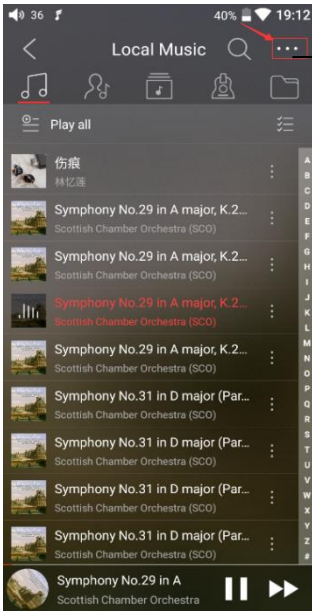 36 40% 19:12
Local Music
Play all
伤痕
林忆莲
Symphony No.29 in A major, K.2...
Scottish Chamber Orchestra (SCO)
Symphony No.29 in A major, K.2...
Scottish Chamber Orchestra (SCO)
Symphony No.29 in A major, K.2...
Scottish Chamber Orchestra (SCO)
Symphony No.29 in A major, K.2...
Scottish Chamber Orchestra (SCO)
Symphony No.31 in D major (Par...
Scottish Chamber Orchestra (SCO)
Symphony No.31 in D major (Par...
Scottish Chamber Orchestra (SCO)
Symphony No.31 in D major (Par...
Scottish Chamber Orchestra (SCO)
Symphony No.31 in D major (Par...
Scottish Chamber Orchestra (SCO)
A
B
C
D
E
F
G
H
I
J
K
L
M
N
O
P
Q
R
S
T
U
V
W
X
Y
Z
#
Symphony No.29 in A
Scottish Chamber Orchestra